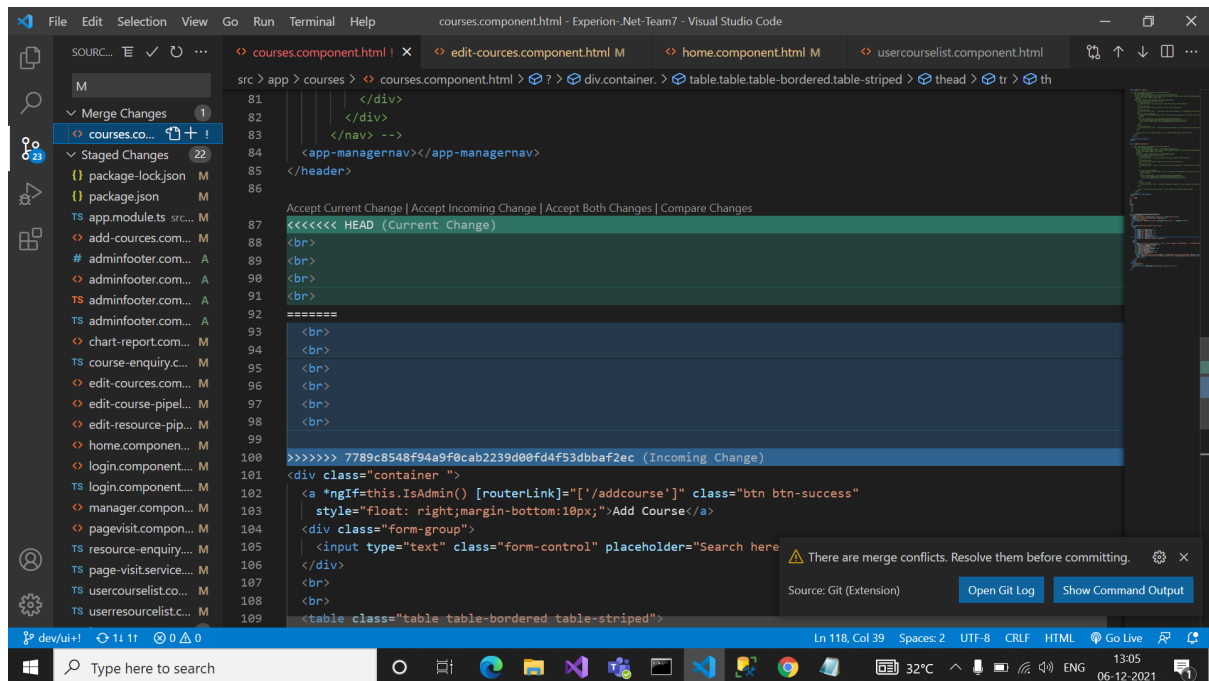 File Edit Selection View Go Run Terminal Help courses.component.html - Experion-.Net-Team7 - Visual Studio Code
SOURC...
courses.component.html ! edit-cources.component.html M home.component.html M usercourselist.component.html
src > app > courses > courses.component.html > ? > div.container. > table.table.table-bordered.table-striped > thead > tr > th
M
Merge Changes 1
courses.co... !
Staged Changes 22
package-lock.json M
package.json M
TS app.module.ts src... M
add-cources.com... M
# adminfooter.com... A
adminfooter.com... A
TS adminfooter.com... A
TS adminfooter.com... A
chart-report.com... M
TS course-enquiry.c... M
edit-cources.com... M
edit-course-pipel... M
edit-resource-pip... M
home.componen... M
login.component.... M
TS login.component.... M
manager.compon... M
pagevisit.compon... M
TS resource-enquiry.... M
TS page-visit.service.... M
TS usercourselist.co... M
TS userresourcelist.c... M
23
81 </div>
82 </div>
83 </nav> -->
84 <app-managernav></app-managernav>
85 </header>
86
Accept Current Change | Accept Incoming Change | Accept Both Changes | Compare Changes
87 <<<<<<< HEAD (Current Change)
88 <br>
89 <br>
90 <br>
91 <br>
92 =======
93 <br>
94 <br>
95 <br>
96 <br>
97 <br>
98 <br>
99
100 >>>>>>> 7789c8548f94a9f0cab2239d00fd4f53dbbaf2ec (Incoming Change)
101 <div class="container ">
102 <a *ngIf=this.IsAdmin() [routerLink]="['/addcourse']" class="btn btn-success"
103 style="float: right;margin-bottom:10px;">Add Course</a>
104 <div class="form-group">
105 <input type="text" class="form-control" placeholder="Search here
106 </div>
107 <br>
108 <br>
109 <table class="table table-bordered table-striped">
There are merge conflicts. Resolve them before committing.
Source: Git (Extension) Open Git Log Show Command Output
dev/ui+! 1↓ 1↑ 0 0 Ln 118, Col 39 Spaces: 2 UTF-8 CRLF HTML Go Live
Type here to search 32°C ENG 13:05
06-12-2021 1